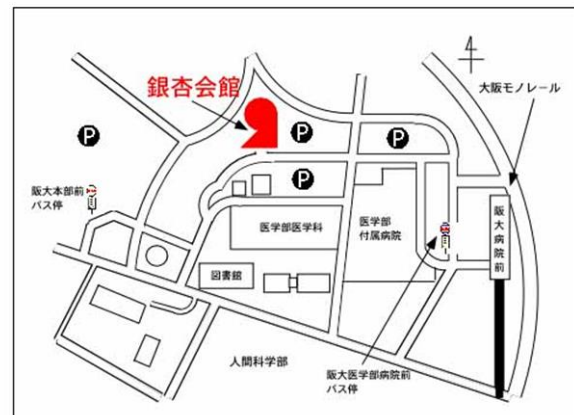 銀杏会館
大阪モノレール
P
P
P
P
阪大本部前
バス停
医学部医学科
医学部
付属病院
阪大病院前
図書館
人間科学部
阪大医学部病院前
バス停